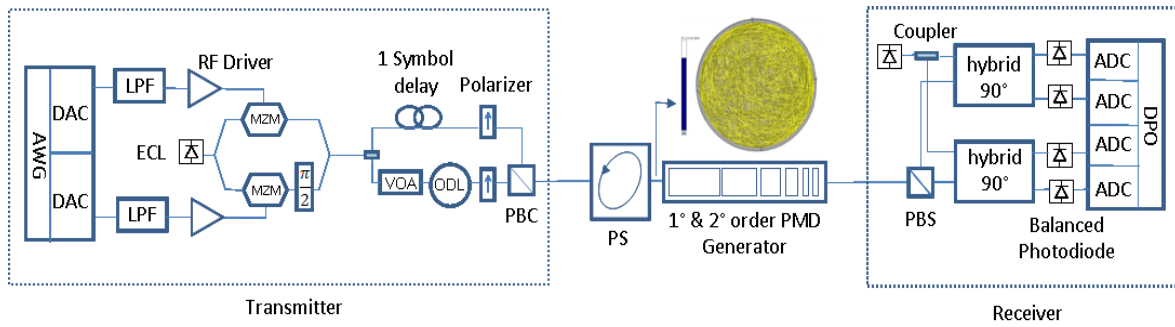 AWG
DAC
DAC
LPF
LPF
RF Driver
ECL
MZM
MZM
π/2
1 Symbol
delay
Polarizer
VOA
ODL
PBC
Transmitter
PS
1° & 2° order PMD
Generator
Coupler
hybrid
90°
hybrid
90°
PBS
Balanced
Photodiode
ADC
ADC
ADC
ADC
DPO
Receiver